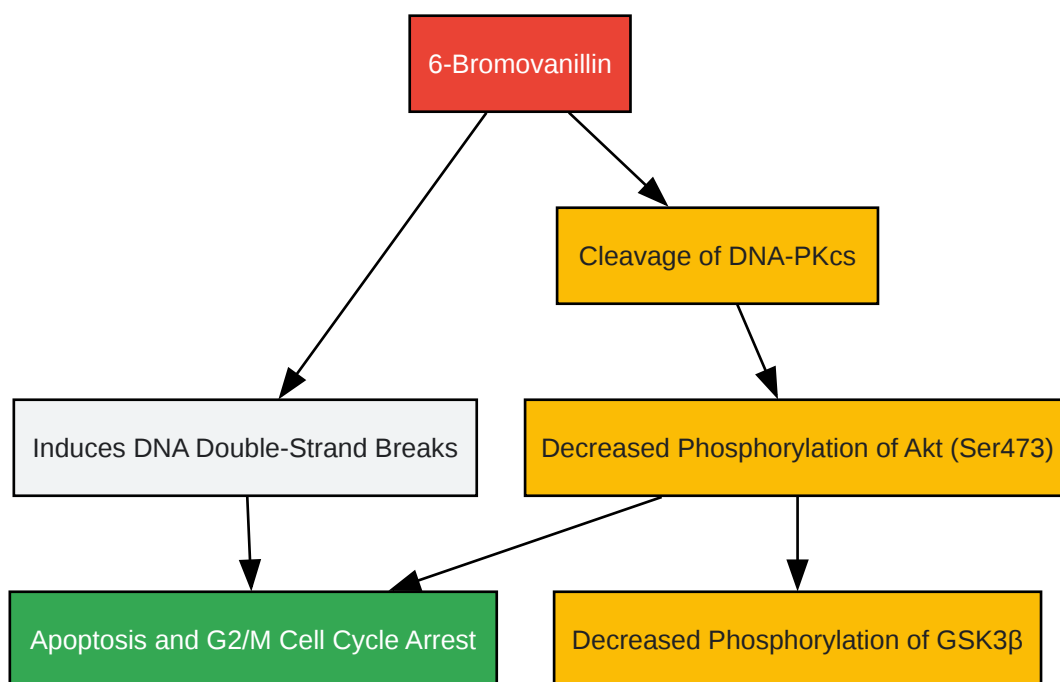 6-Bromovanillin
Cleavage of DNA-PKcs
Induces DNA Double-Strand Breaks
Decreased Phosphorylation of Akt (Ser473)
Apoptosis and G2/M Cell Cycle Arrest
Decreased Phosphorylation of GSK3β